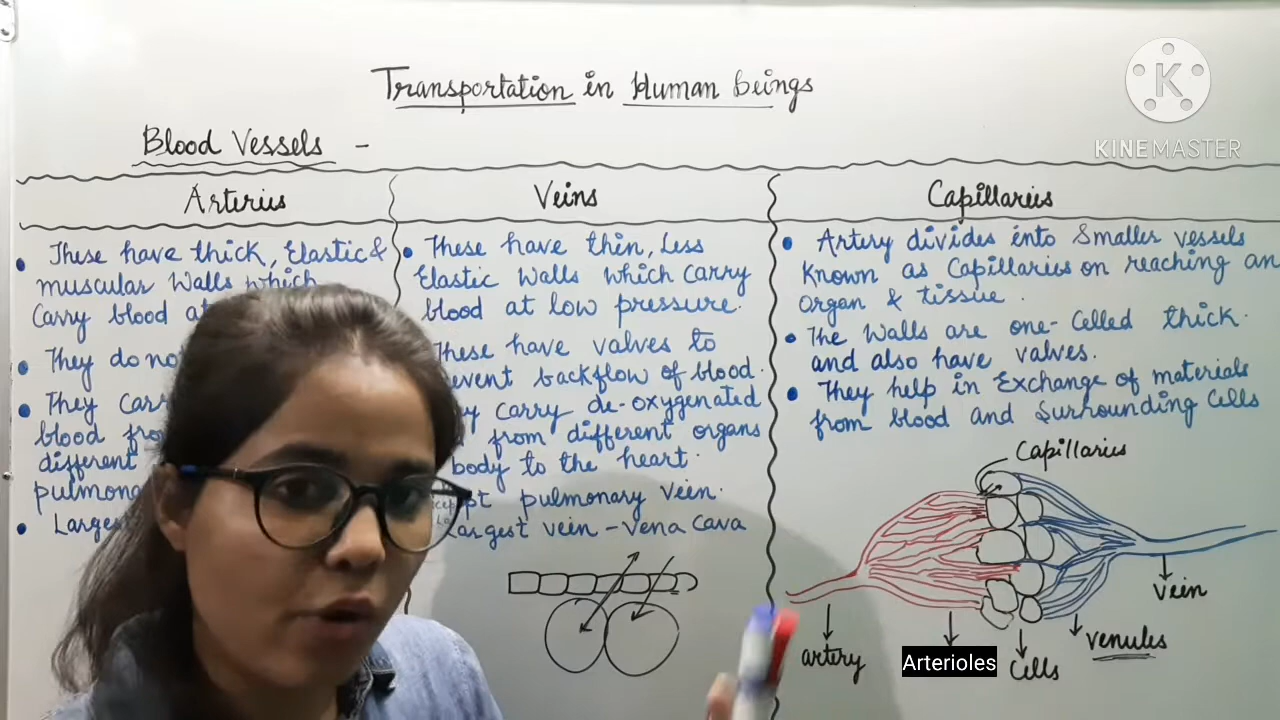 Transportation in Human beings
KINEMASTER
Blood Vessels -
Arteries
These have thick, Elastic &
muscular walls which
Carry blood at
They do no
They carr
blood fro
different
pulmona
Larges
Veins
These have thin, Less
Elastic walls which carry
blood at low pressure.
These have valves to
event backflow of blood.
y carry de-oxygenated
from different organs
body to the heart.
pt pulmonary vein.
Largest vein - Vena Cava
Capillaries
Artery divides into smaller vessels
known as Capillaries on reaching an
organ & tissue.
The walls are one-celled thick.
and also have valves.
They help in Exchange of materials
from blood and surrounding cells
Capillaries
vein
venules
artery
Arterioles
Cells